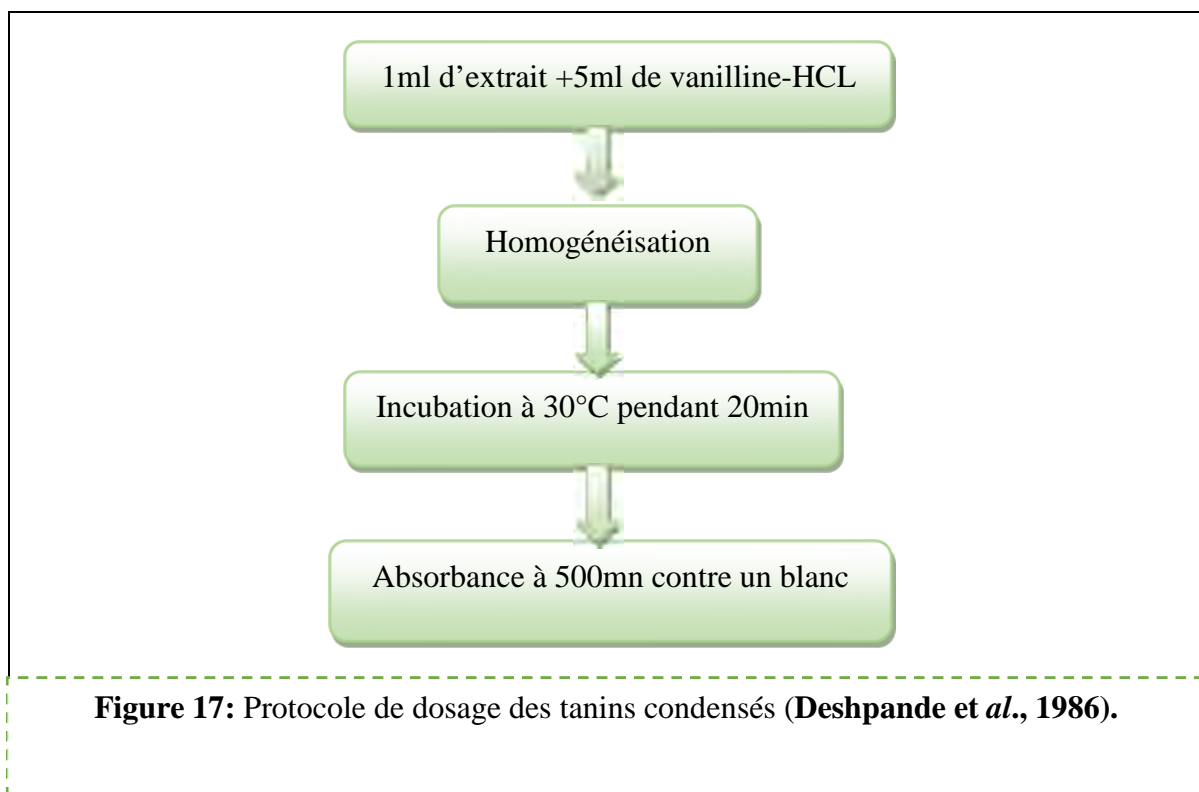 1ml d’extrait +5ml de vanilline-HCL
Homogénéisation
Incubation à 30°C pendant 20min
Absorbance à 500mn contre un blanc
Figure 17: Protocole de dosage des tanins condensés (Deshpande et al., 1986).